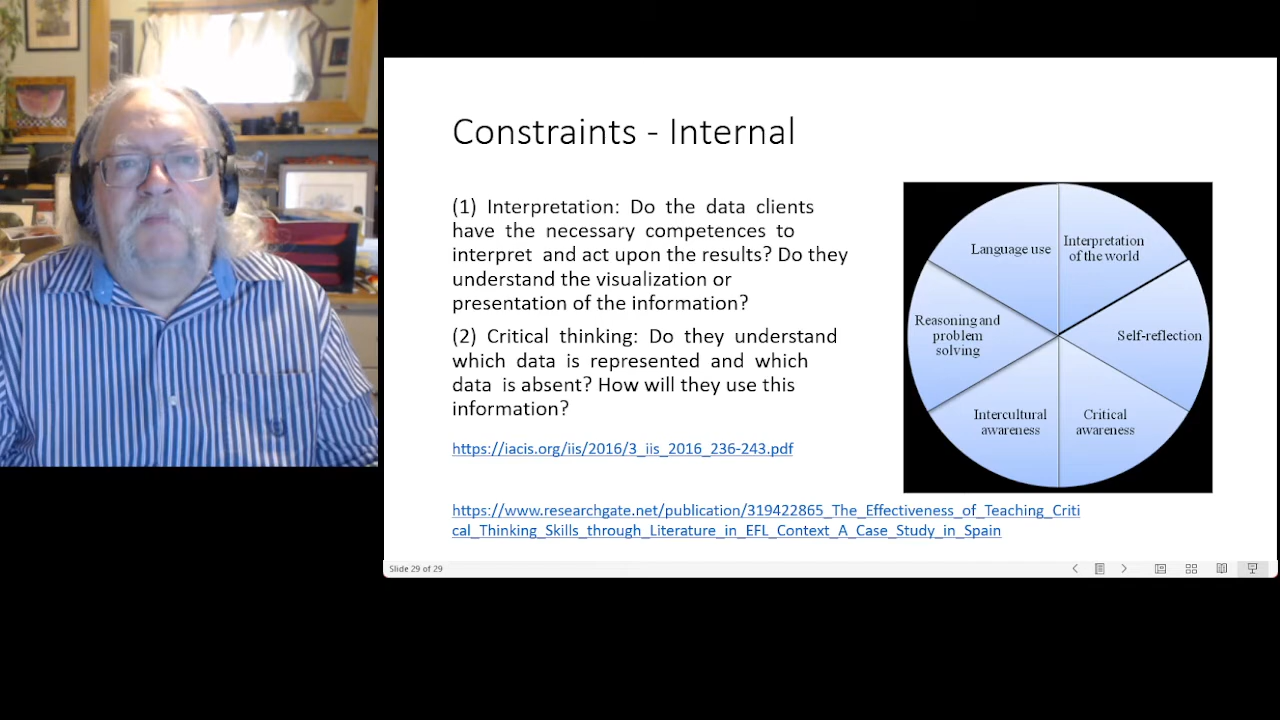 Constraints - Internal
(1) Interpretation: Do the data clients
have the necessary competences to
interpret and act upon the results? Do they
understand the visualization or
presentation of the information?
(2) Critical thinking: Do they understand
which data is represented and which
data is absent? How will they use this
information?
https://iacis.org/iis/2016/3_iis_2016_236-243.pdf
https://www.researchgate.net/publication/319422865_The_Effectiveness_of_Teaching_Criti
cal_Thinking_Skills_through_Literature_in_EFL_Context_A_Case_Study_in_Spain
Language use
Interpretation
of the world
Reasoning and
problem
solving
Self-reflection
Intercultural
awareness
Critical
awareness
Slide 29 of 29